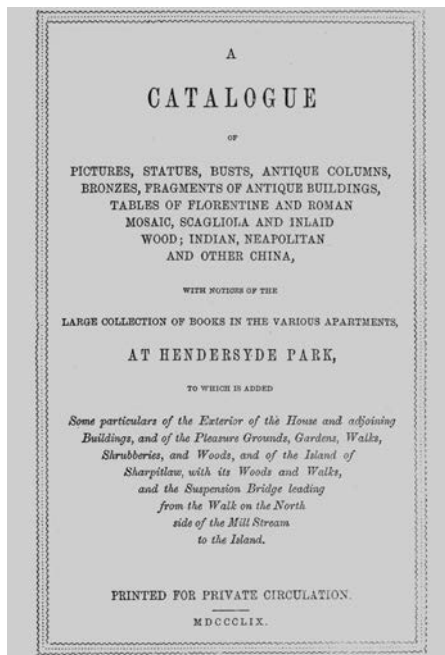 A
CATALOGUE
OF
PICTURES, STATUES, BUSTS, ANTIQUE COLUMNS,
BRONZES, FRAGMENTS OF ANTIQUE BUILDINGS,
TABLES OF FLORENTINE AND ROMAN
MOSAIC, SCAGLIOLA AND INLAID
WOOD; INDIAN, NEAPOLITAN
AND OTHER CHINA,
WITH NOTICES OF THE
LARGE COLLECTION OF BOOKS IN THE VARIOUS APARTMENTS,
AT HENDERSYDE PARK,
TO WHICH IS ADDED
Some particulars of the Exterior of the House and adjoining
Buildings, and of the Pleasure Grounds, Gardens, Walks,
Shrubberies, and Woods, and of the Island of
Sharpitlaw, with its Woods and Walks,
and the Suspension Bridge leading
from the Walk on the North
side of the Mill Stream
to the Island.
PRINTED FOR PRIVATE CIRCULATION.
MDCCCLIX.